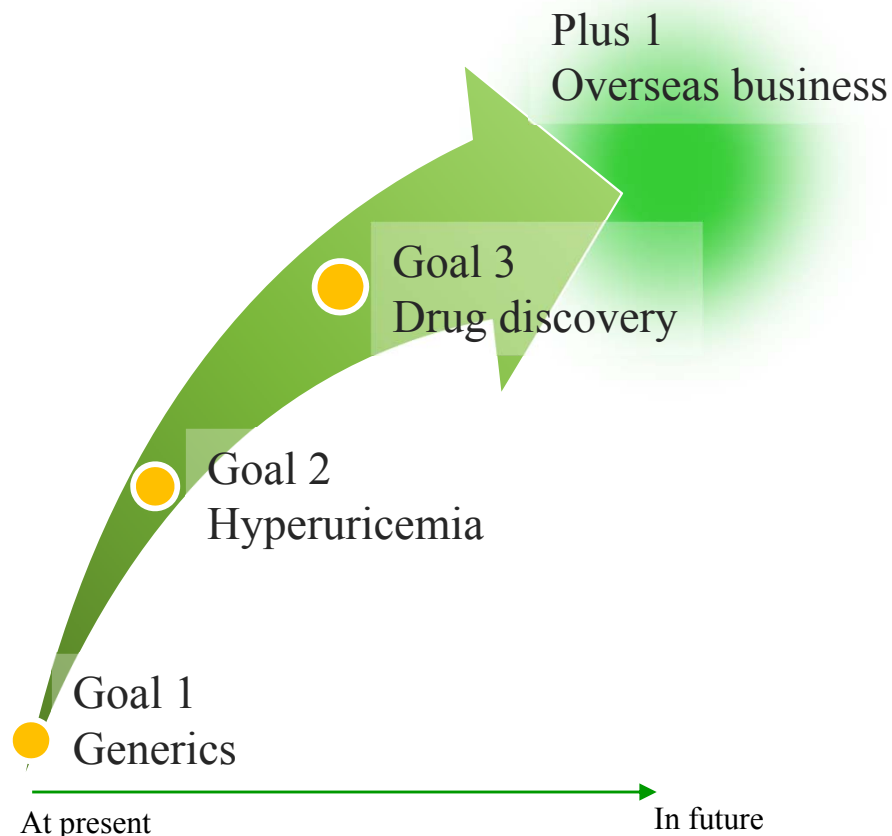 Plus 1
Overseas business
Goal 3
Drug discovery
Goal 2
Hyperuricemia
Goal 1
Generics
At present
In future